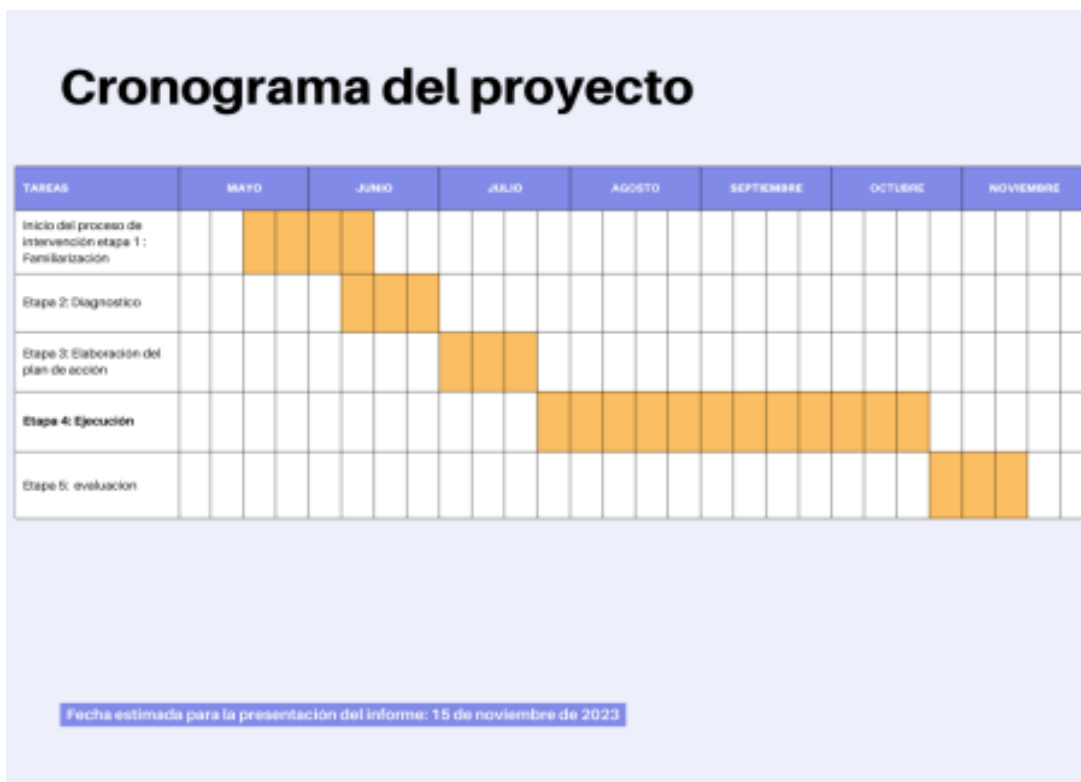 Cronograma del proyecto
TAREAS MAYO JUNIO JULIO AGOSTO SEPTIEMBRE OCTUBRE NOVIEMBRE
Inicio del proceso de
intervención etapa 1 :
Familiarización
Etapa 2: Diagnostico
Etapa 3: Elaboración del
plan de acción
Etapa 4: Ejecución
Etapa 5: evaluacion
Fecha estimada para la presentación del informe: 15 de noviembre de 2023